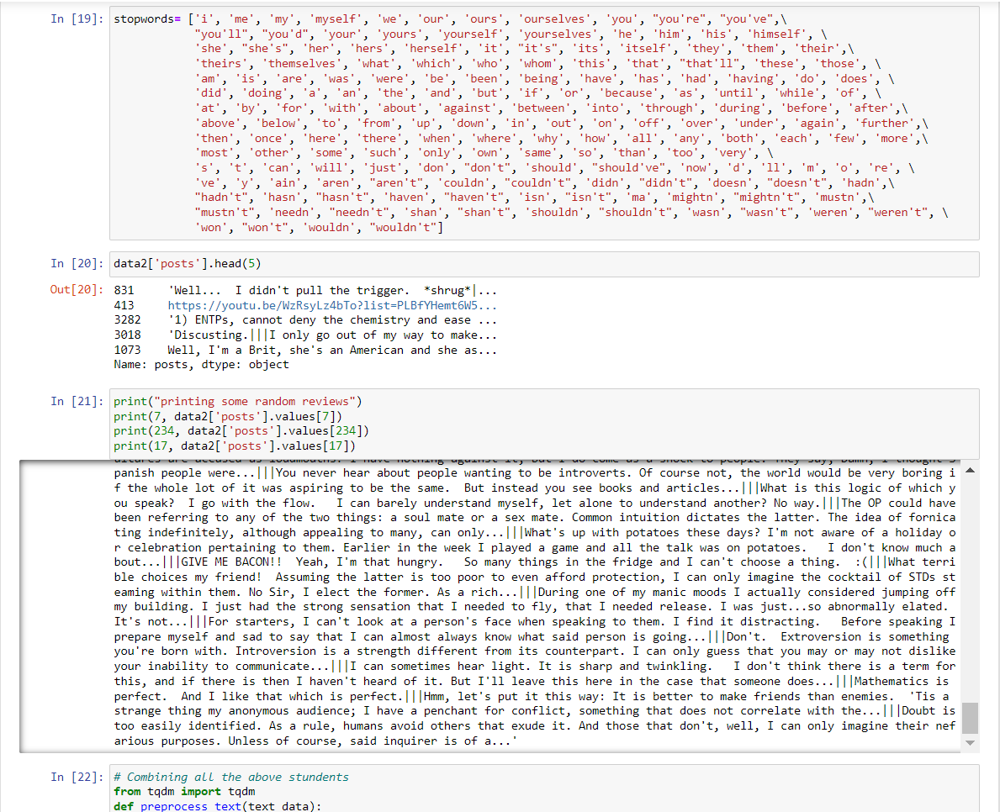 In [19]: stopwords= ['i', 'me', 'my', 'myself', 'we', 'our', 'ours', 'ourselves', 'you', "you're", "you've",\
"you'll", "you'd", 'your', 'yours', 'yourself', 'yourselves', 'he', 'him', 'his', 'himself', \
'she', "she's", 'her', 'hers', 'herself', 'it', "it's", 'its', 'itself', 'they', 'them', 'their',\
'theirs', 'themselves', 'what', 'which', 'who', 'whom', 'this', 'that', "that'll", 'these', 'those', \
'am', 'is', 'are', 'was', 'were', 'be', 'been', 'being', 'have', 'has', 'had', 'having', 'do', 'does', \
'did', 'doing', 'a', 'an', 'the', 'and', 'but', 'if', 'or', 'because', 'as', 'until', 'while', 'of', \
'at', 'by', 'for', 'with', 'about', 'against', 'between', 'into', 'through', 'during', 'before', 'after',\
'above', 'below', 'to', 'from', 'up', 'down', 'in', 'out', 'on', 'off', 'over', 'under', 'again', 'further',\
'then', 'once', 'here', 'there', 'when', 'where', 'why', 'how', 'all', 'any', 'both', 'each', 'few', 'more',\
'most', 'other', 'some', 'such', 'only', 'own', 'same', 'so', 'than', 'too', 'very', \
's', 't', 'can', 'will', 'just', 'don', "don't", 'should', "should've", 'now', 'd', 'll', 'm', 'o', 're', \
've', 'y', 'ain', 'aren', "aren't", 'couldn', "couldn't", 'didn', "didn't", 'doesn', "doesn't", 'hadn',\
"hadn't", 'hasn', "hasn't", 'haven', "haven't", 'isn', "isn't", 'ma', 'mightn', "mightn't", 'mustn',\
"mustn't", 'needn', "needn't", 'shan', "shan't", 'shouldn', "shouldn't", 'wasn', "wasn't", 'weren', "weren't", \
'won', "won't", 'wouldn', "wouldn't"]
In [20]: data2['posts'].head(5)
Out[20]: 831 'Well... I didn't pull the trigger. *shrug*|...
413 https://youtu.be/WzRsyLz4bTo?list=PLBfYHemt6W5...
3282 '1) ENTPs, cannot deny the chemistry and ease ...
3018 'Discusting.|||I only go out of my way to make...
1073 Well, I'm a Brit, she's an American and she as...
Name: posts, dtype: object
In [21]: print("printing some random reviews")
print(7, data2['posts'].values[7])
print(234, data2['posts'].values[234])
print(17, data2['posts'].values[17])
ultures are accused as loudmouths. I have nothing against it, but I do come as a shock to people. They say, Damn, I thought S
panish people were...|||You never hear about people wanting to be introverts. Of course not, the world would be very boring i
f the whole lot of it was aspiring to be the same. But instead you see books and articles...|||What is this logic of which y
ou speak? I go with the flow. I can barely understand myself, let alone to understand another? No way.|||The OP could have
been referring to any of the two things: a soul mate or a sex mate. Common intuition dictates the latter. The idea of fornica
ting indefinitely, although appealing to many, can only...|||What's up with potatoes these days? I'm not aware of a holiday o
r celebration pertaining to them. Earlier in the week I played a game and all the talk was on potatoes. I don't know much a
bout...|||GIVE ME BACON!! Yeah, I'm that hungry. So many things in the fridge and I can't choose a thing. :(|||What terri
ble choices my friend! Assuming the latter is too poor to even afford protection, I can only imagine the cocktail of STDs st
eaming within them. No Sir, I elect the former. As a rich...|||During one of my manic moods I actually considered jumping off
my building. I just had the strong sensation that I needed to fly, that I needed release. I was just...so abnormally elated.
It's not...|||For starters, I can't look at a person's face when speaking to them. I find it distracting. Before speaking I
prepare myself and sad to say that I can almost always know what said person is going...|||Don't. Extroversion is something
you're born with. Introversion is a strength different from its counterpart. I can only guess that you may or may not dislike
your inability to communicate...|||I can sometimes hear light. It is sharp and twinkling. I don't think there is a term for
this, and if there is then I haven't heard of it. But I'll leave this here in the case that someone does...|||Mathematics is
perfect. And I like that which is perfect.|||Hmm, let's put it this way: It is better to make friends than enemies. 'Tis a
strange thing my anonymous audience; I have a penchant for conflict, something that does not correlate with the...|||Doubt is
too easily identified. As a rule, humans avoid others that exude it. And those that don't, well, I can only imagine their nef
arious purposes. Unless of course, said inquirer is of a...'
In [22]: # Combining all the above stundents
from tqdm import tqdm
def preprocess_text(text_data):